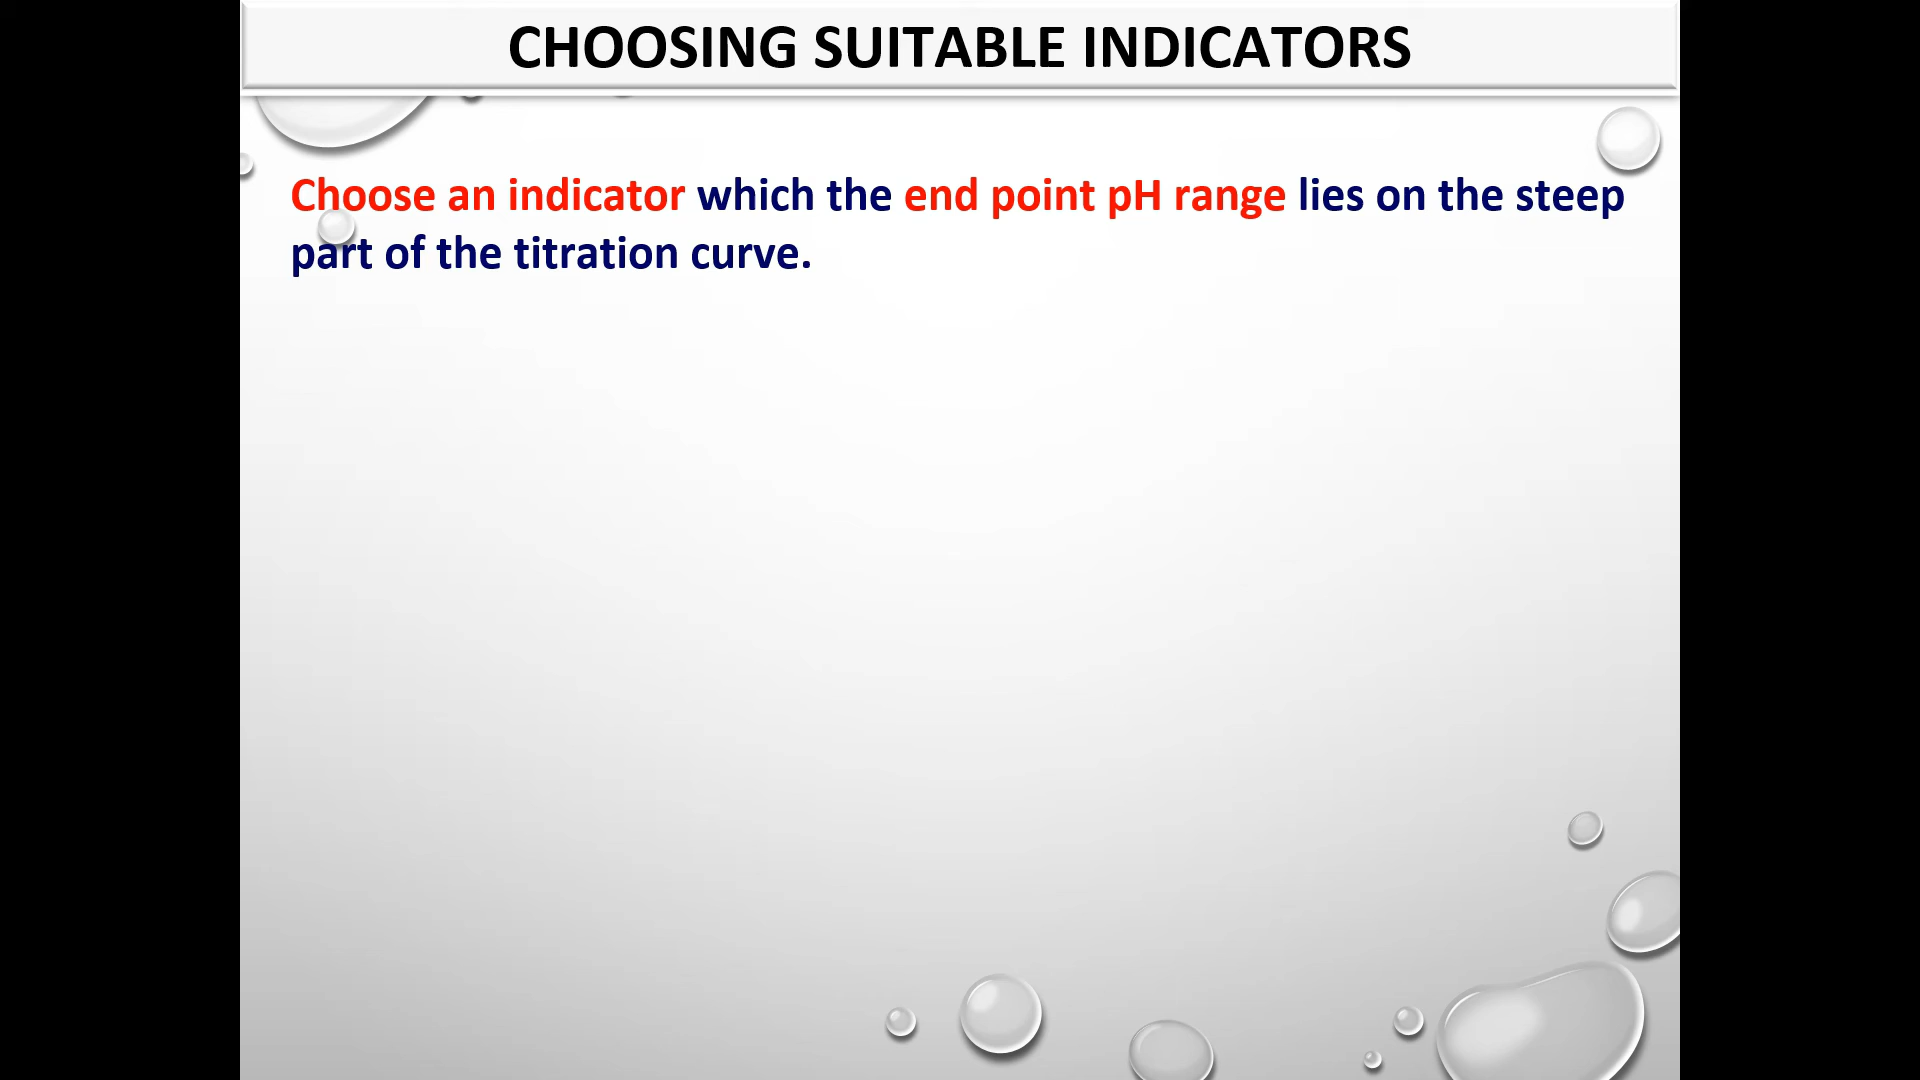 CHOOSING SUITABLE INDICATORS
Choose an indicator which the end point pH range lies on the steep
part of the titration curve.